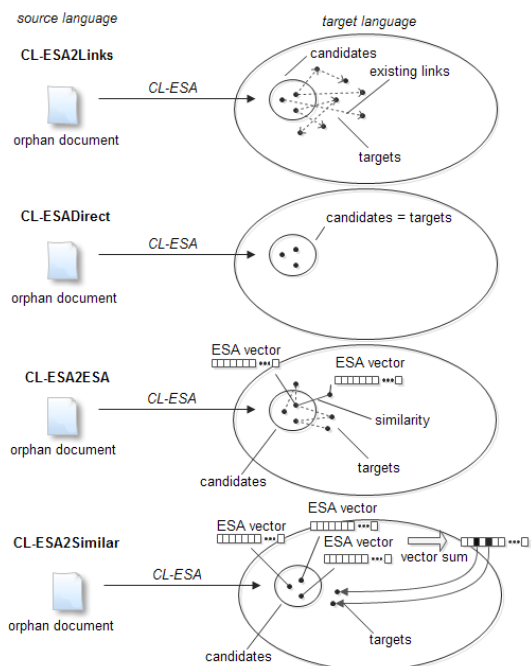 source language
target language
CL-ESA2Links
CL-ESA
orphan document
candidates
existing links
targets
CL-ESADirect
CL-ESA
orphan document
candidates = targets
CL-ESA2ESA
CL-ESA
orphan document
ESA vector
ESA vector
similarity
targets
candidates
CL-ESA2Similar
CL-ESA
orphan document
ESA vector
ESA vector
ESA vector
vector sum
targets
candidates